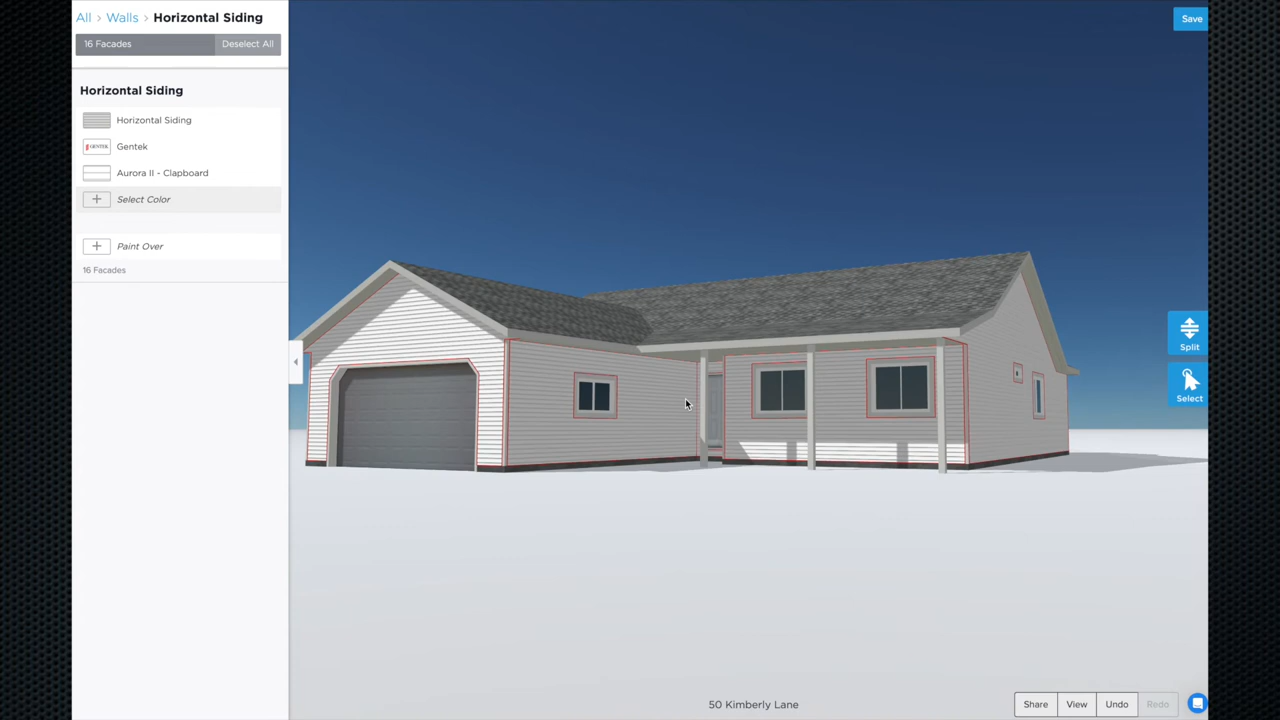 All > Walls > Horizontal Siding
Save
16 Facades
Deselect All
Horizontal Siding
Horizontal Siding
GENTEK
Gentek
Aurora II - Clapboard
Select Color
Paint Over
16 Facades
Split
Select
50 Kimberly Lane
Share
View
Undo
Redo